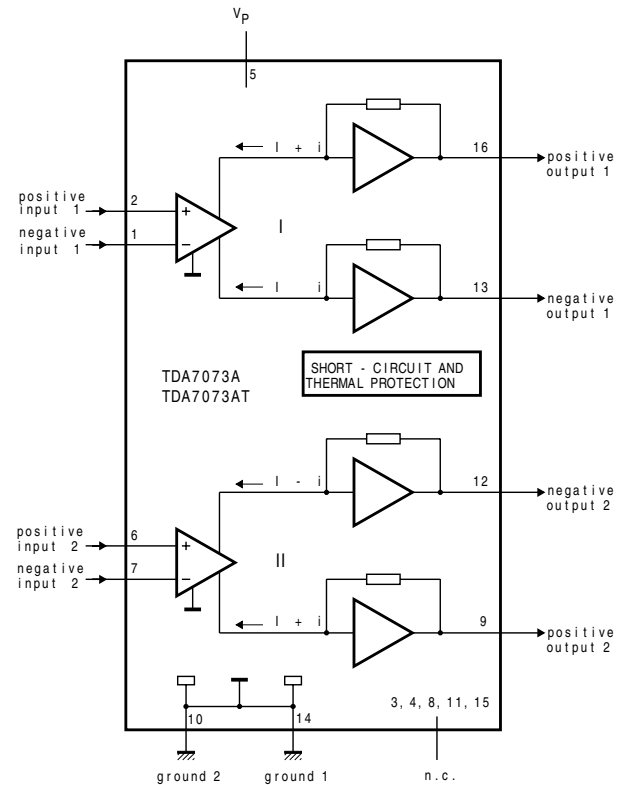 VP
5
I + i
16
positive
output 1
positive
input 1
2
+
negative
input 1
1
−
I
I i
13
negative
output 1
TDA7073A
TDA7073AT
SHORT - CIRCUIT AND
THERMAL PROTECTION
I - i
12
negative
output 2
positive
input 2
6
+
negative
input 2
7
−
II
I + i
9
positive
output 2
3, 4, 8, 11, 15
10
14
ground 2
ground 1
n.c.